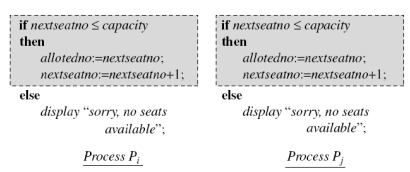 if nextseatno ≤ capacity
then
allotedno:=nextseatno;
nextseatno:=nextseatno+1;
else
display “sorry, no seats
available”;
Process Pi
if nextseatno ≤ capacity
then
allotedno:=nextseatno;
nextseatno:=nextseatno+1;
else
display “sorry, no seats
available”;
Process Pj